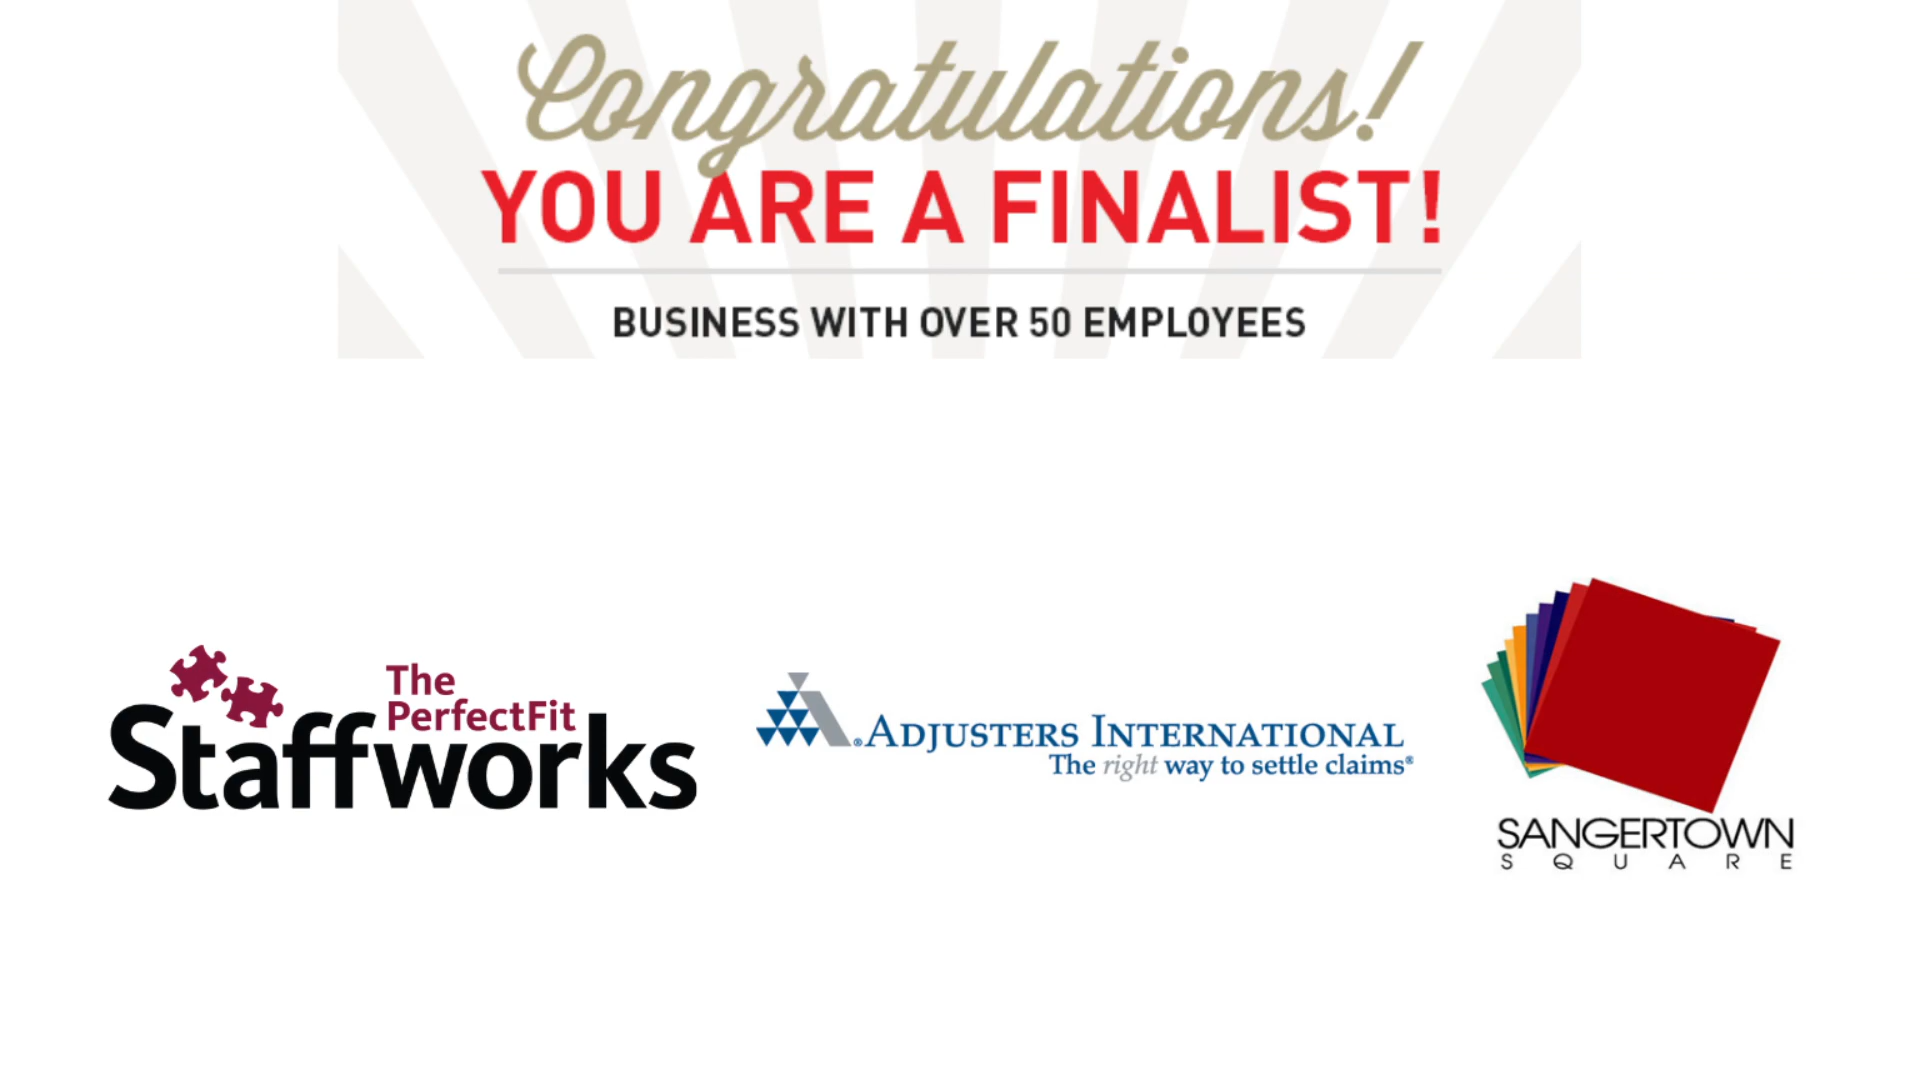 Congratulations!
YOU ARE A FINALIST!
BUSINESS WITH OVER 50 EMPLOYEES
The
PerfectFit
Staffworks
ADJUSTERS INTERNATIONAL
The right way to settle claims®
SANGERTOWN
SQUARE